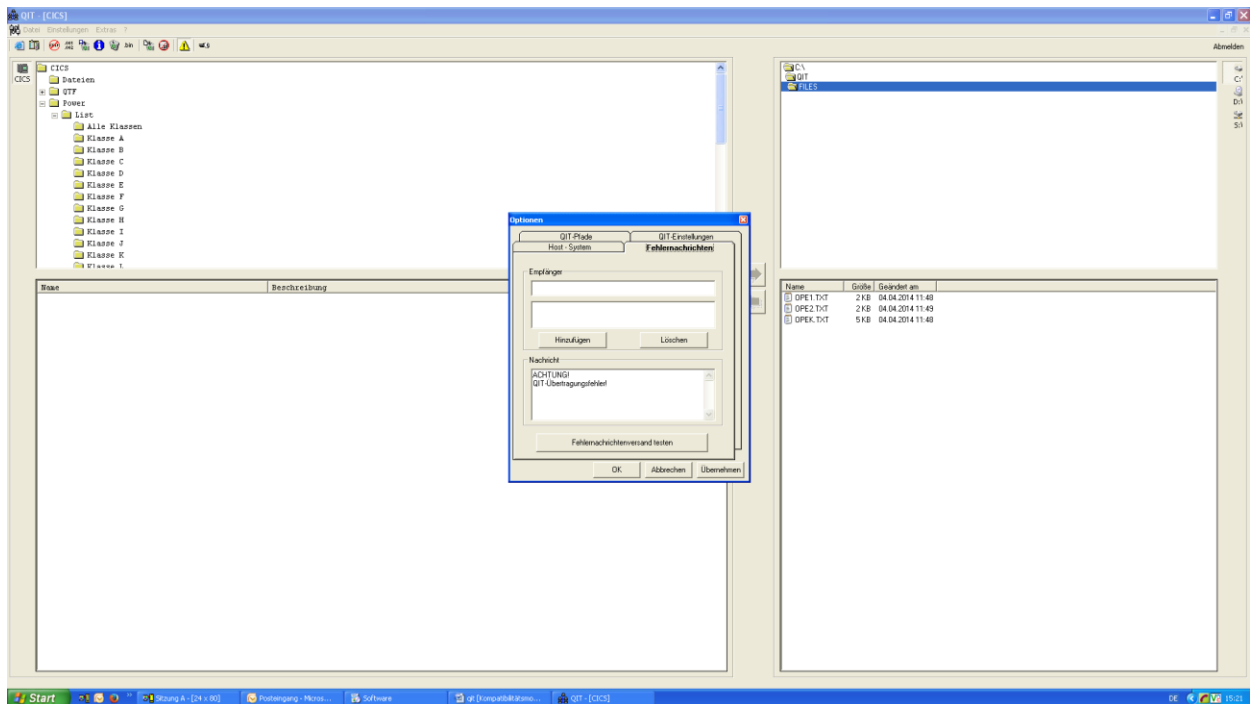 QIT - [CICS]
Datei Einstellungen Extras ?
.bin
Abmelden
CICS
CICS
Dateien
QTF
Power
List
Alle Klassen
Klasse A
Klasse B
Klasse C
Klasse D
Klasse E
Klasse F
Klasse G
Klasse H
Klasse I
Klasse J
Klasse K
Klasse L
Name Beschreibung
C:\
QIT
FILES
C:\
D:\
S:\
Name Größe Geändert am
OPE1.TXT 2 KB 04.04.2014 11:48
OPE2.TXT 2 KB 04.04.2014 11:49
OPEK.TXT 5 KB 04.04.2014 11:48
Optionen
QIT-Pfade QIT-Einstellungen
Host - System Fehlernachrichten
Empfänger
Hinzufügen Löschen
Nachricht
ACHTUNG!
QIT-Übertragungsfehler!
Fehlernachrichtenversand testen
OK Abbrechen Übernehmen
Start Sitzung A - [24 x 80] Posteingang - Micros... Software qit [Kompatibilitätsmo... QIT - [CICS] DE 15:21